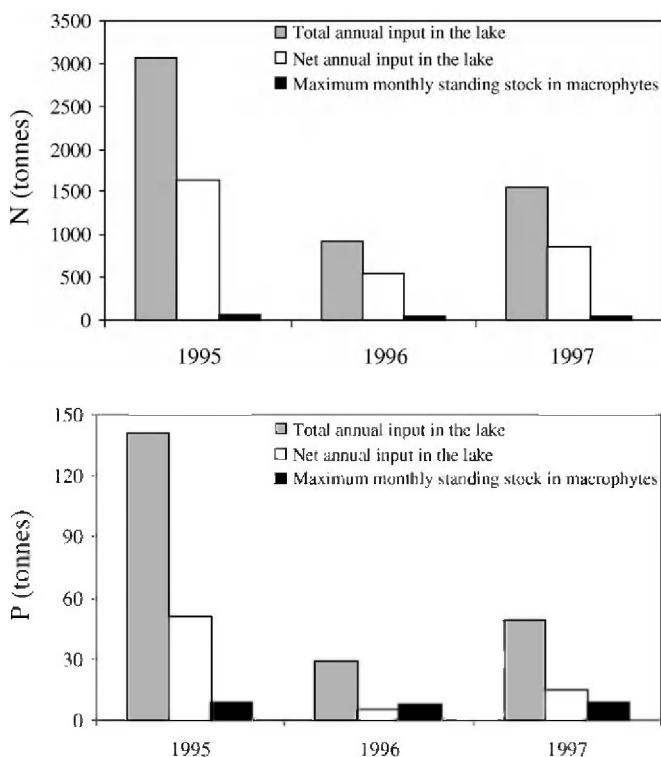 3500
3000
2500
2000
1500
1000
500
0
N (tonnes)
Total annual input in the lake
Net annual input in the lake
Maximum monthly standing stock in macrophytes
1995 1996 1997
150
120
90
60
30
0
P (tonnes)
Total annual input in the lake
Net annual input in the lake
Maximum monthly standing stock in macrophytes
1995 1996 1997